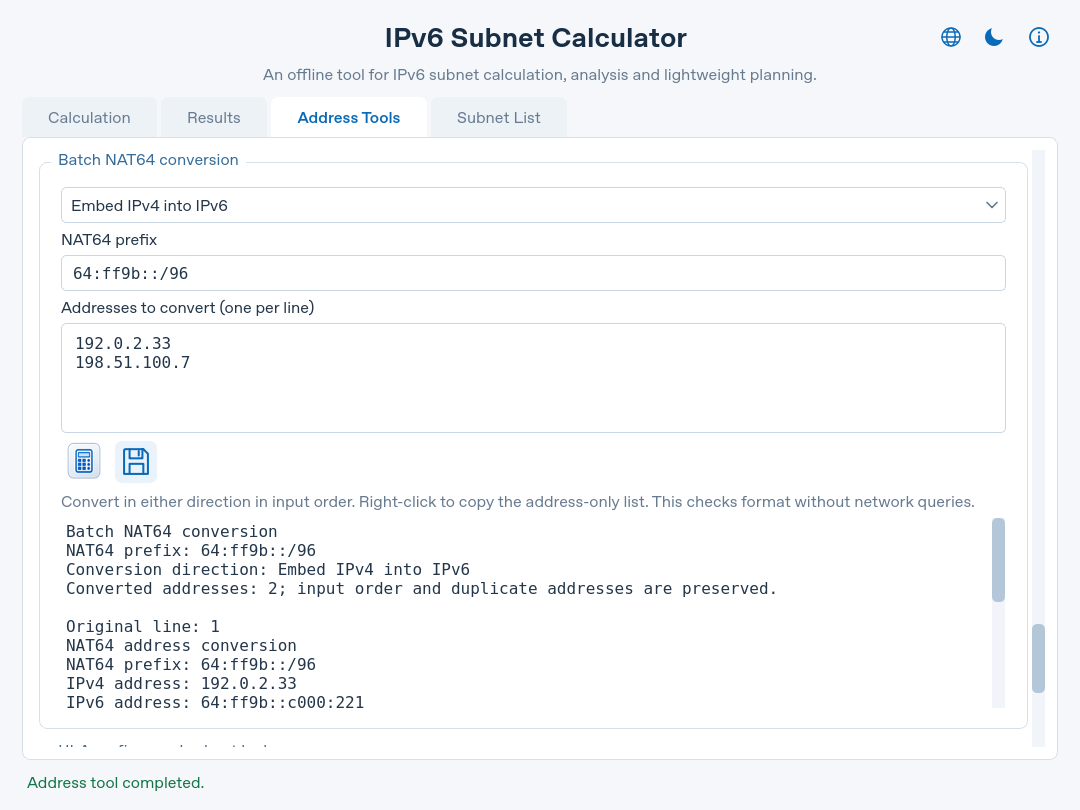 IPv6 Subnet Calculator
An offline tool for IPv6 subnet calculation, analysis and lightweight planning.
Calculation
Results
Address Tools
Subnet List
Batch NAT64 conversion
Embed IPv4 into IPv6
NAT64 prefix
64:ff9b::/96
Addresses to convert (one per line)
192.0.2.33
198.51.100.7
Convert in either direction in input order. Right-click to copy the address-only list. This checks format without network queries.
Batch NAT64 conversion
NAT64 prefix: 64:ff9b::/96
Conversion direction: Embed IPv4 into IPv6
Converted addresses: 2; input order and duplicate addresses are preserved.
Original line: 1
NAT64 address conversion
NAT64 prefix: 64:ff9b::/96
IPv4 address: 192.0.2.33
IPv6 address: 64:ff9b::c000:221
Address tool completed.